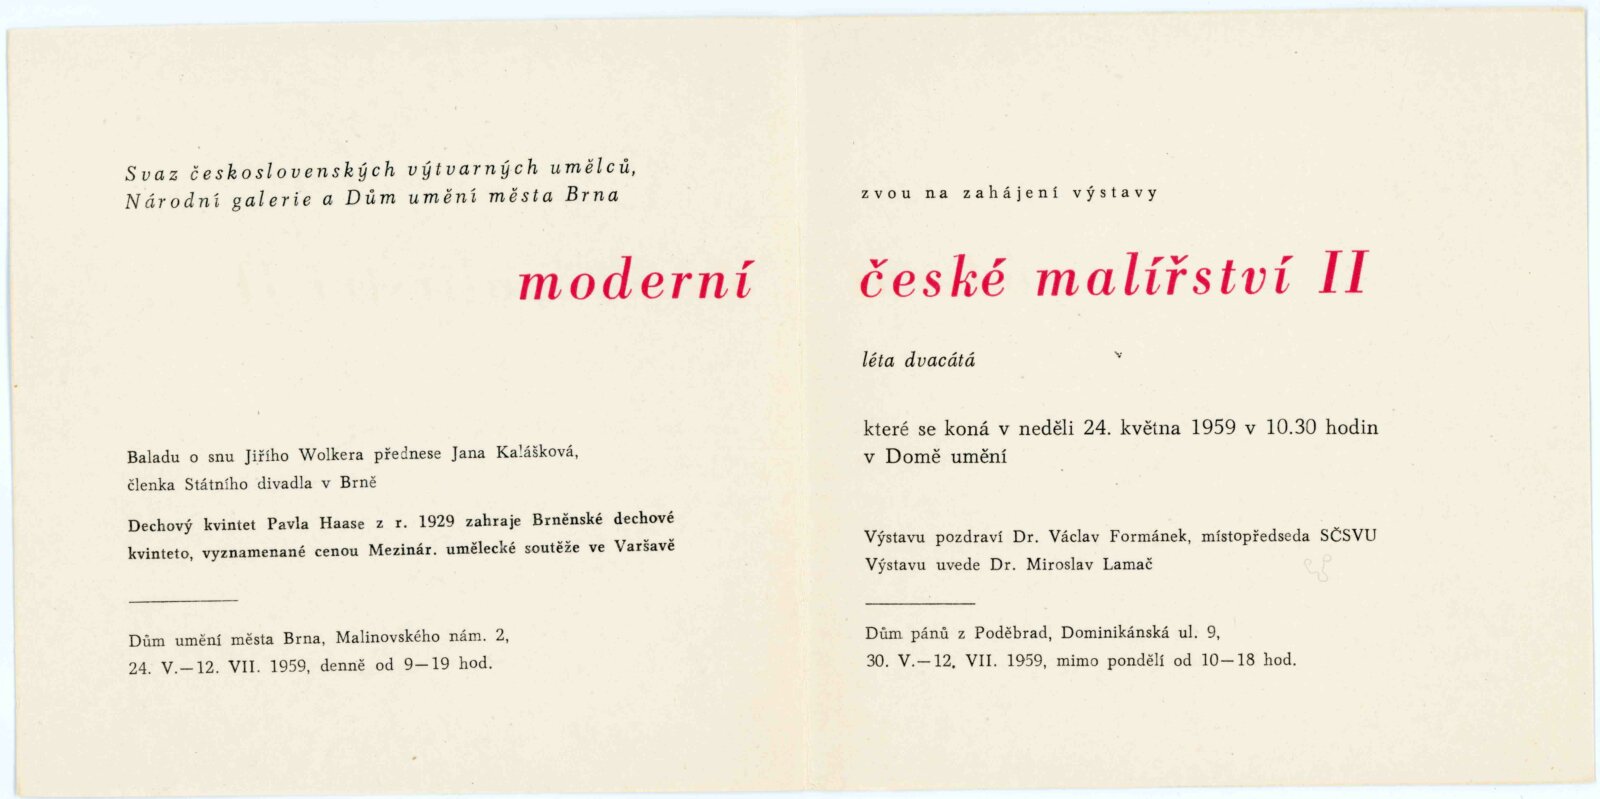 Svaz československých výtvarných umělců,
Národní galerie a Dům umění města Brna
zvou na zahájení výstavy
moderní české malířství II
léta dvacátá
které se koná v neděli 24. května 1959 v 10.30 hodin
v Domě umění
Baladu o snu Jiřího Wolkera přednese Jana Kalášková,
členka Státního divadla v Brně
Dechový kvintet Pavla Haase z r. 1929 zahraje Brněnské dechové
kvinteto, vyznamenané cenou Mezinár. umělecké soutěže ve Varšavě
Výstavu pozdraví Dr. Václav Formánek, místopředseda SČSVU
Výstavu uvede Dr. Miroslav Lamač
Dům umění města Brna, Malinovského nám. 2,
24. V.—12. VII. 1959, denně od 9—19 hod.
Dům pánů z Poděbrad, Dominikánská ul. 9,
30. V.—12. VII. 1959, mimo pondělí od 10—18 hod.